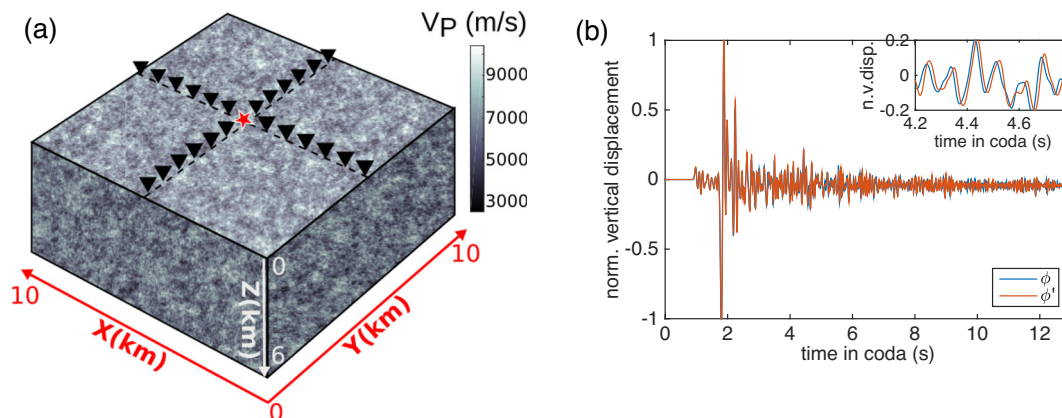 (a)
VP (m/s)
9000
7000
5000
3000
0
Z(km)
6
10
X(km)
0
Y(km)
10
(b)
norm. vertical displacement
1
0.5
0
-0.5
-1
0
2
4
6
8
10
12
time in coda (s)
ϕ
ϕ'
n.v.disp.
0.2
0
-0.2
4.2
4.4
4.6
time in coda (s)